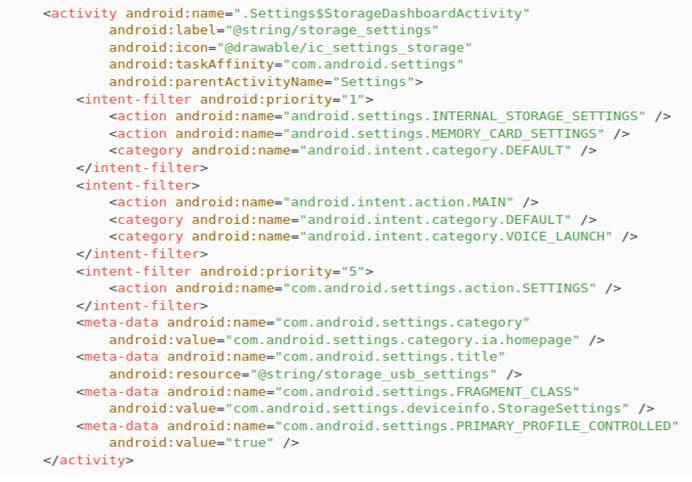 <activity android:name=".Settings$StorageDashboardActivity"
android:label="@string/storage_settings"
android:icon="@drawable/ic_settings_storage"
android:taskAffinity="com.android.settings"
android:parentActivityName="Settings">
<intent-filter android:priority="1">
<action android:name="android.settings.INTERNAL_STORAGE_SETTINGS" />
<action android:name="android.settings.MEMORY_CARD_SETTINGS" />
<category android:name="android.intent.category.DEFAULT" />
</intent-filter>
<intent-filter>
<action android:name="android.intent.action.MAIN" />
<category android:name="android.intent.category.DEFAULT" />
<category android:name="android.intent.category.VOICE_LAUNCH" />
</intent-filter>
<intent-filter android:priority="5">
<action android:name="com.android.settings.action.SETTINGS" />
</intent-filter>
<meta-data android:name="com.android.settings.category"
android:value="com.android.settings.category.ia.homepage" />
<meta-data android:name="com.android.settings.title"
android:resource="@string/storage_usb_settings" />
<meta-data android:name="com.android.settings.FRAGMENT_CLASS"
android:value="com.android.settings.deviceinfo.StorageSettings" />
<meta-data android:name="com.android.settings.PRIMARY_PROFILE_CONTROLLED"
android:value="true" />
</activity>